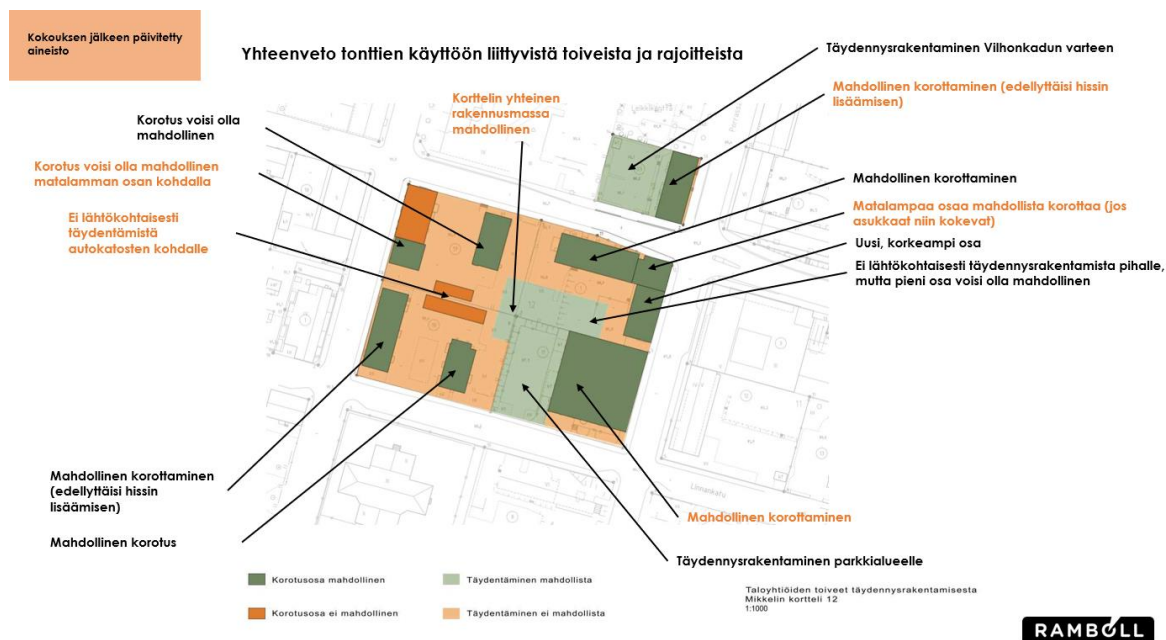 Kokouksen jälkeen päivitetty
aineisto
Yhteenveto tonttien käyttöön liittyvistä toiveista ja rajoitteista
Täydennysrakentaminen Vilhonkadun varteen
Mahdollinen korottaminen (edellyttäisi hissin
lisäämisen)
Korttelin yhteinen
rakennusmassa
mahdollinen
Korotus voisi olla
mahdollinen
Korotus voisi olla mahdollinen
matalamman osan kohdalla
Ei lähtökohtaisesti
täydentämistä
autokatosten kohdalle
Mahdollinen korottaminen
Matalampaa osaa mahdollista korottaa (jos
asukkaat niin kokevat)
Uusi, korkeampi osa
Ei lähtökohtaisesti täydennysrakentamista pihalle,
mutta pieni osa voisi olla mahdollinen
Linnankatu
Mahdollinen korottaminen
(edellyttäisi hissin
lisäämisen)
Mahdollinen korotus
Mahdollinen korottaminen
Täydennysrakentaminen parkkialueelle
Korotusosa mahdollinen
Täydentäminen mahdollista
Korotusosa ei mahdollinen
Täydentäminen ei mahdollista
Taloyhtiöiden toiveet täydennysrakentamisesta
Mikkelin kortteli 12
1:1000
RAMBOLL